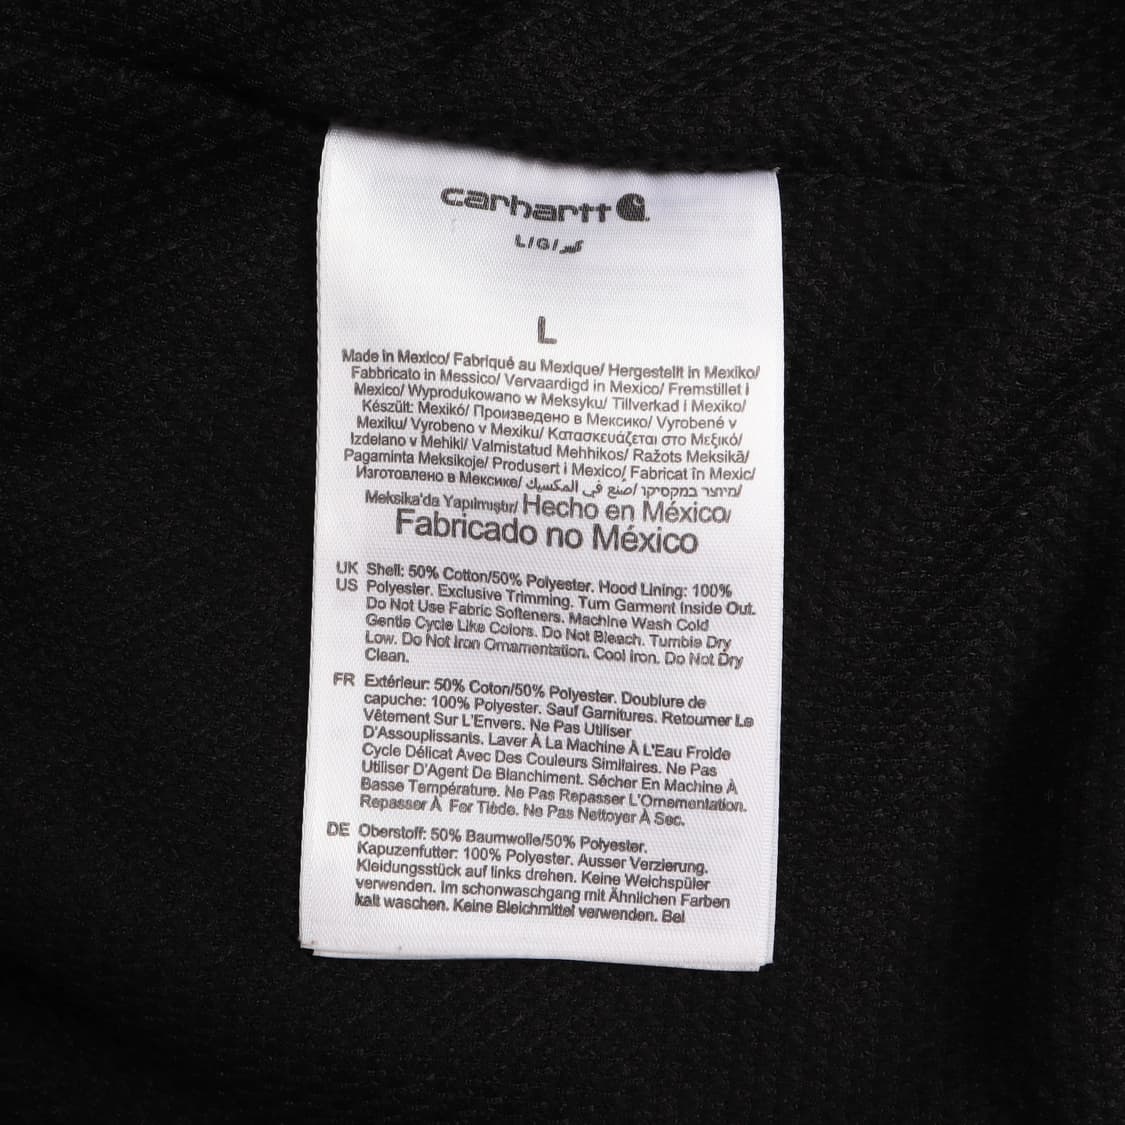 carhartt
L/G/كبير
L
Made in Mexico/ Fabriqué au Mexique/ Hergestellt in Mexiko/
Fabbricato in Messico/ Vervaardigd in Mexico/ Fremstillet i
Mexico/ Wyprodukowano w Meksyku/ Tillverkad i Mexiko/
Készült: Mexikó/ Произведено в Мексико/ Vyrobené v
Mexiku/ Vyrobeno v Mexiku/ Κατασκευάζεται στο Μεξικό/
Izdelano v Mehiki/ Valmistatud Mehhikos/ Ražots Meksikā/
Pagaminta Meksikoje/ Produsert i Mexico/ Fabricat în Mexic/
Изготовлено в Мексике/ صنع في المكسيك/ מיוצר במקסיקו/
Meksika'da Yapılmıştır/ Hecho en México/
Fabricado no México
UK Shell: 50% Cotton/50% Polyester. Hood Lining: 100%
US Polyester. Exclusive Trimming. Turn Garment Inside Out.
Do Not Use Fabric Softeners. Machine Wash Cold
Gentle Cycle Like Colors. Do Not Bleach. Tumble Dry
Low. Do Not Iron Ornamentation. Cool Iron. Do Not Dry
Clean.
FR Extérieur: 50% Coton/50% Polyester. Doublure de
capuche: 100% Polyester. Sauf Garnitures. Retourner Le
Vêtement Sur L'Envers. Ne Pas Utiliser
D'Assouplissants. Laver À La Machine À L'Eau Froide
Cycle Délicat Avec Des Couleurs Similaires. Ne Pas
Utiliser D'Agent De Blanchiment. Sécher En Machine À
Basse Température. Ne Pas Repasser L'Ornementation.
Repasser À Fer Tiède. Ne Pas Nettoyer À Sec.
DE Oberstoff: 50% Baumwolle/50% Polyester.
Kapuzenfutter: 100% Polyester. Ausser Verzierung.
Kleidungsstück auf links drehen. Keine Weichspüler
verwenden. Im schonwaschgang mit Ähnlichen Farben
kalt waschen. Keine Bleichmittel verwenden. Bei